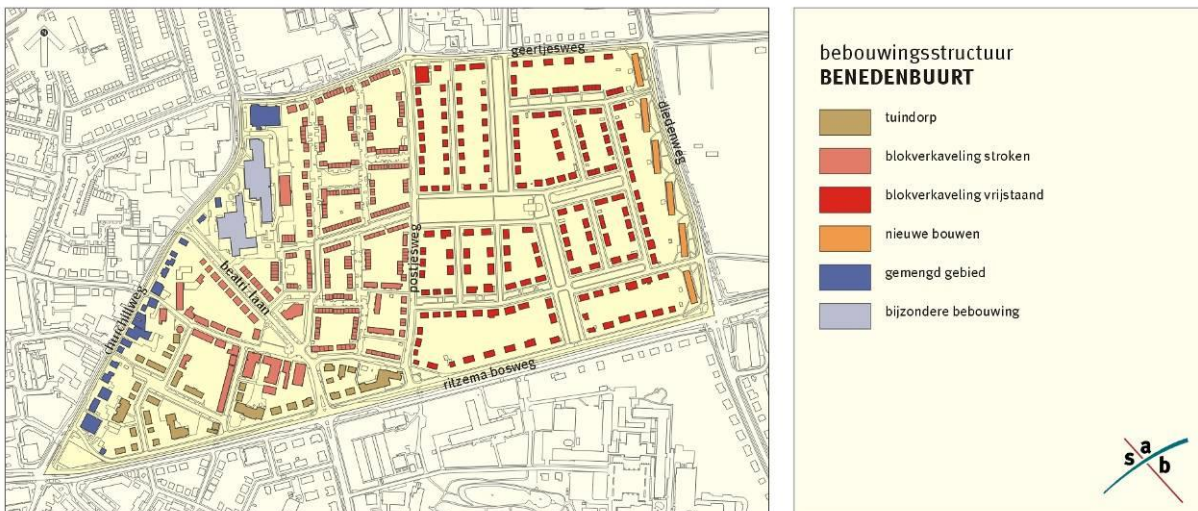 geertjesweg
diedenweg
postjesweg
beatrixlaan
churchillweg
ritzema bosweg
bebouwingsstructuur
BENEDENBUURT
tuindorp
blokverkaveling stroken
blokverkaveling vrijstaand
nieuwe bouwen
gemengd gebied
bijzondere bebouwing
s a b